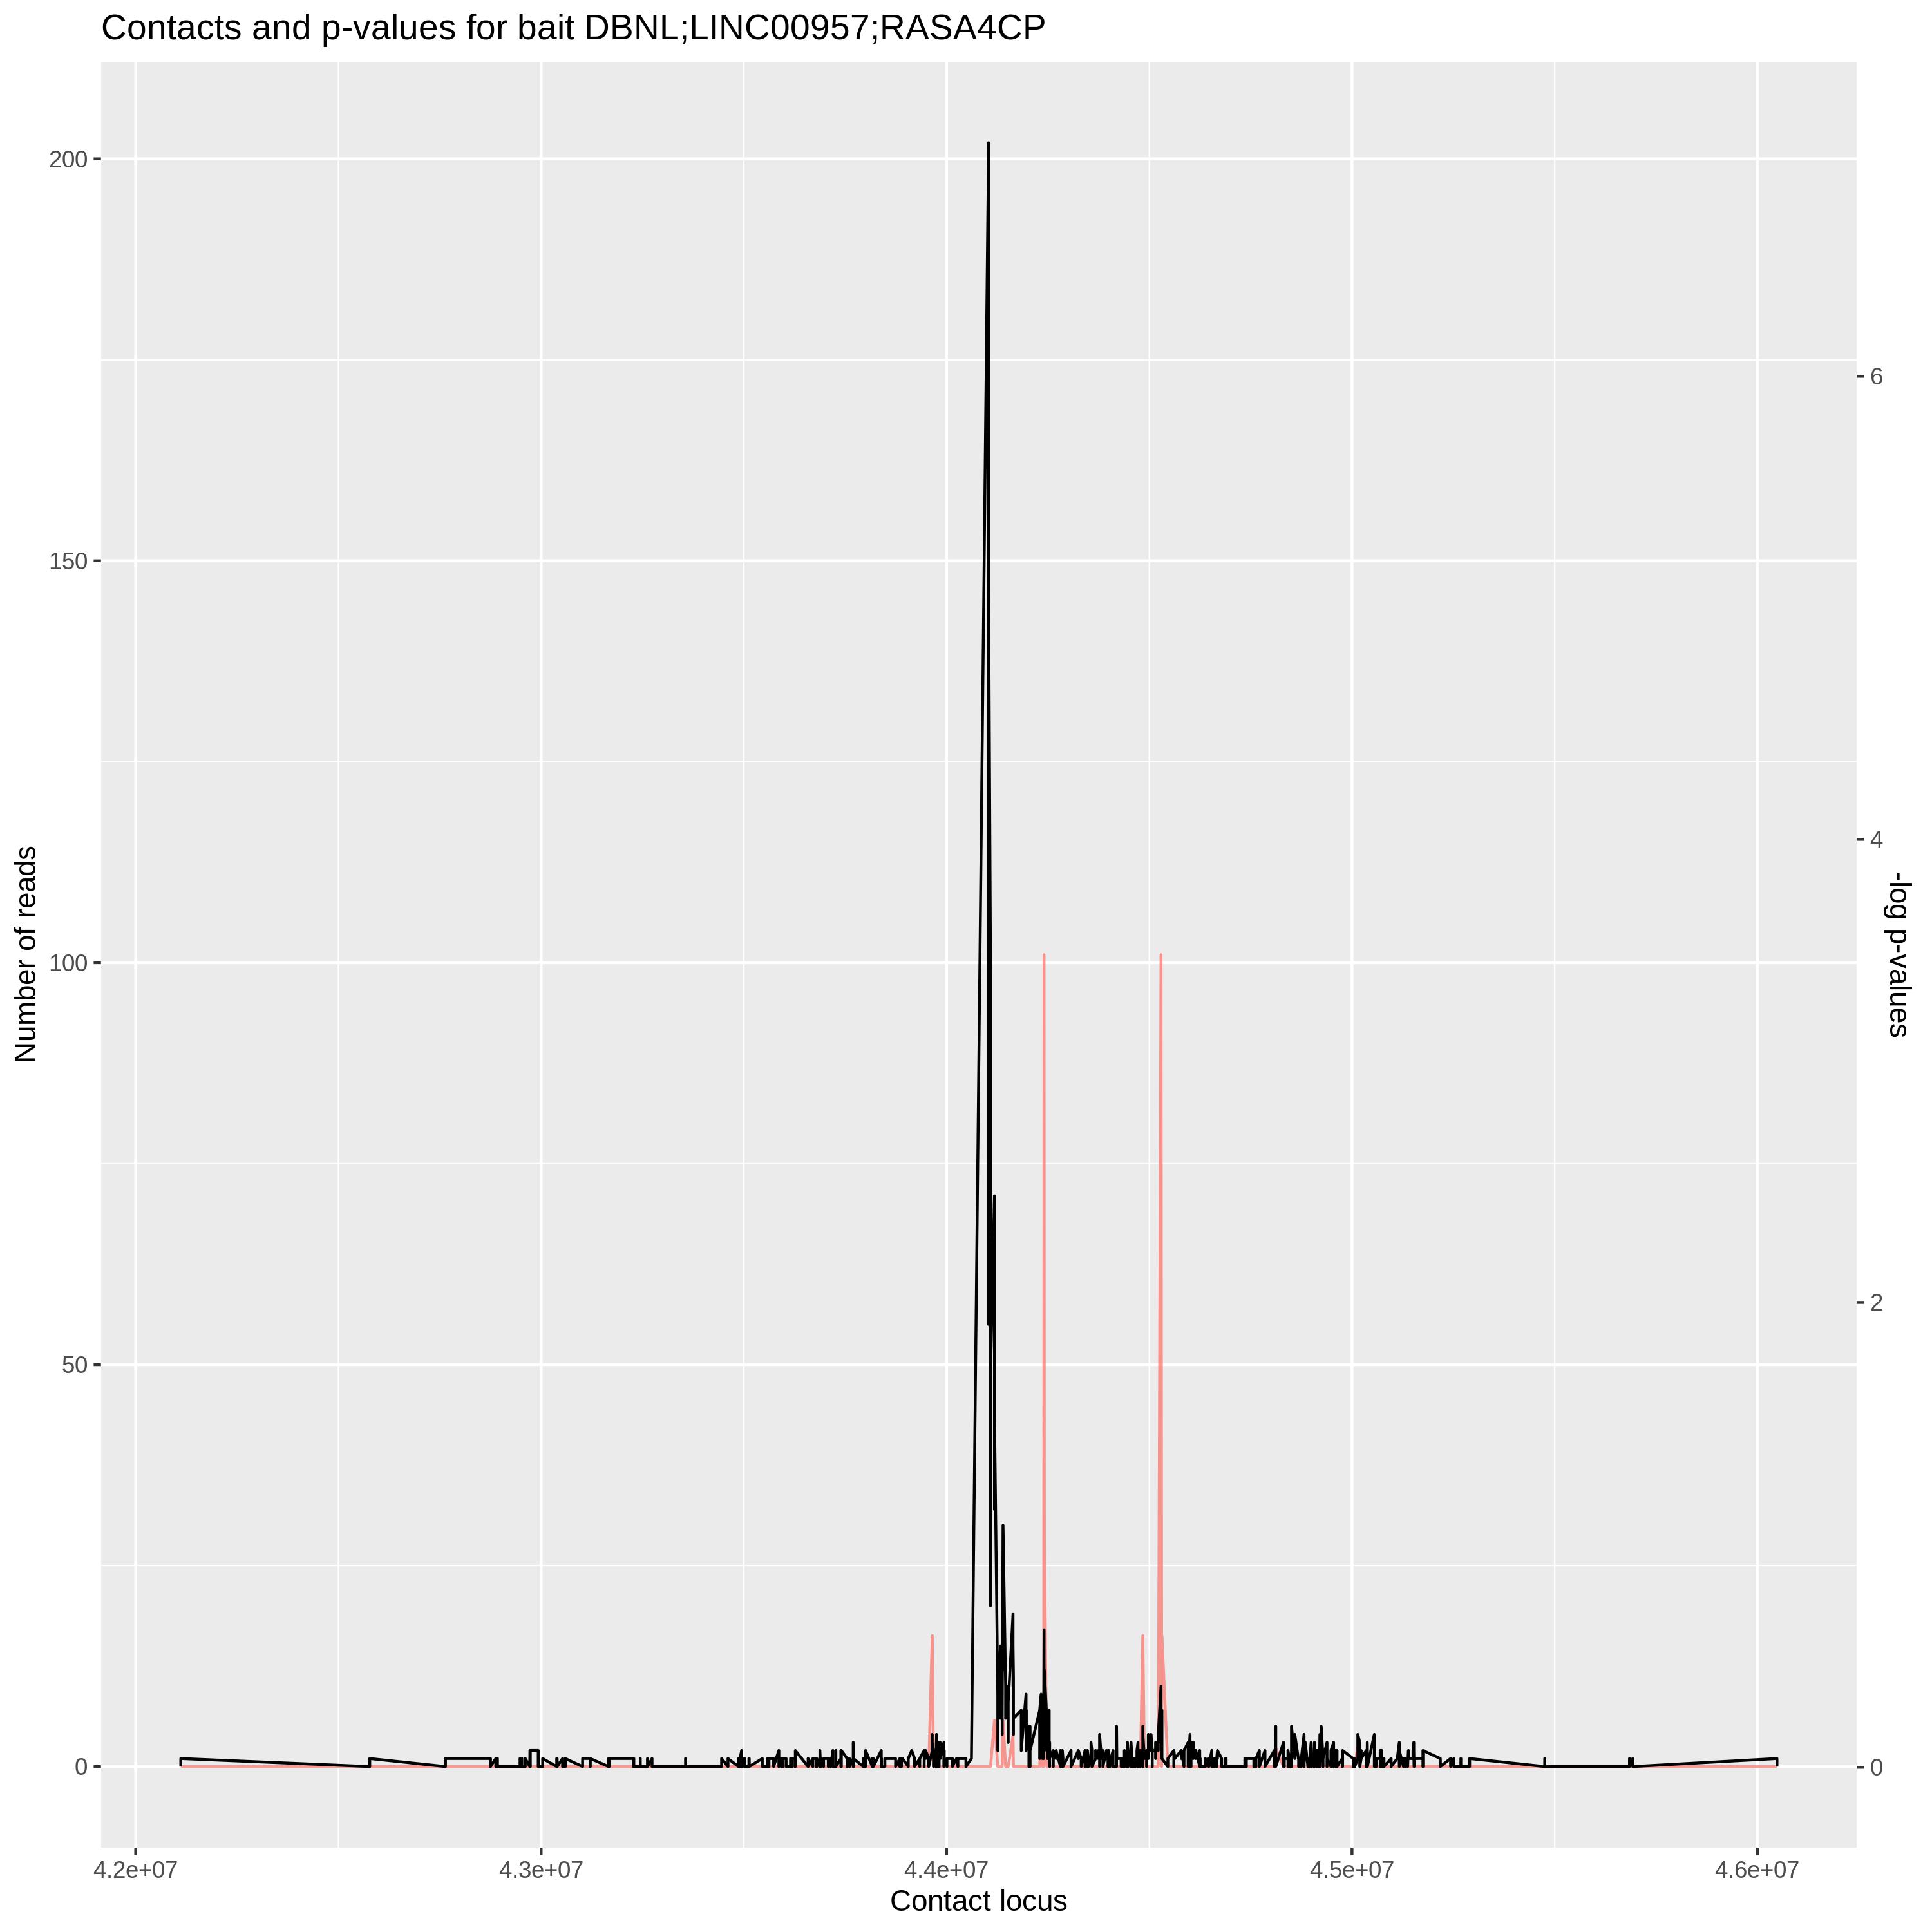 Contacts and p-values for bait DBNL;LINC00957;RASA4CP
Number of reads
200
150
100
50
0
6
4
2
0
-log p-values
4.2e+07
4.3e+07
4.4e+07
4.5e+07
4.6e+07
Contact locus